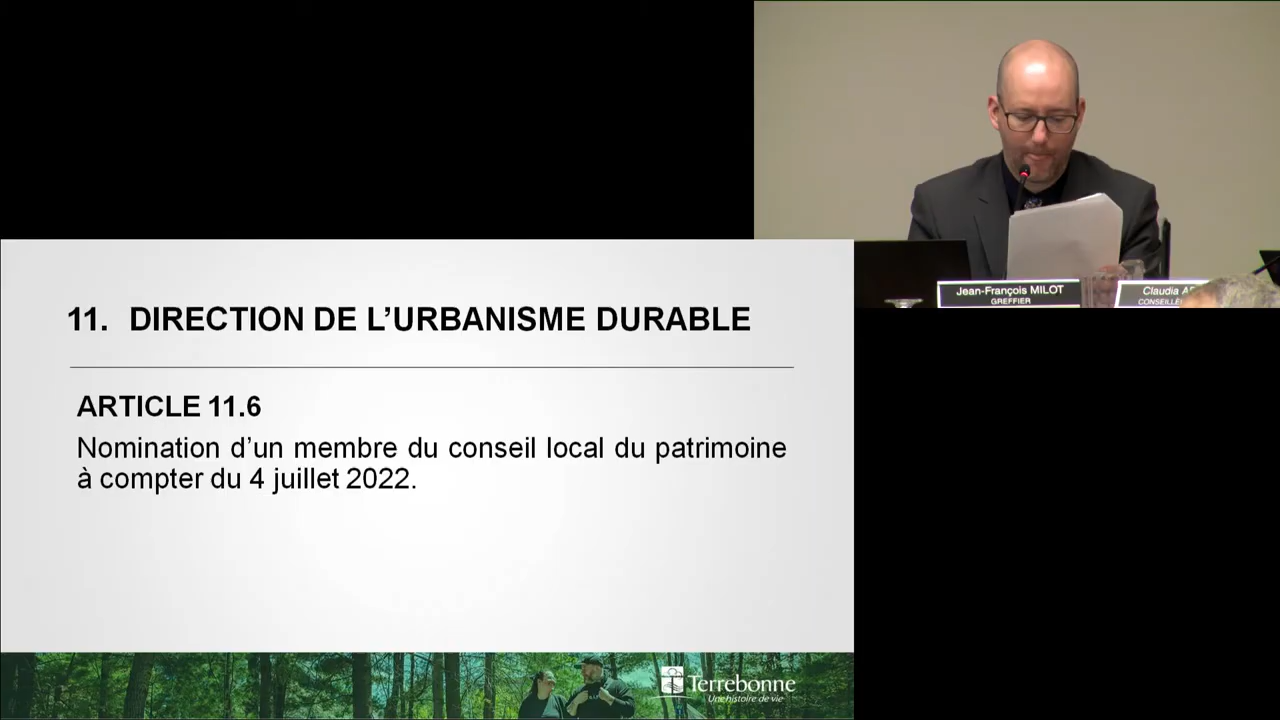 Jean-François MILOT
GREFFIER
Claudia
11. DIRECTION DE L’URBANISME DURABLE
ARTICLE 11.6
Nomination d’un membre du conseil local du patrimoine
à compter du 4 juillet 2022.
Terrebonne
Une histoire de vie